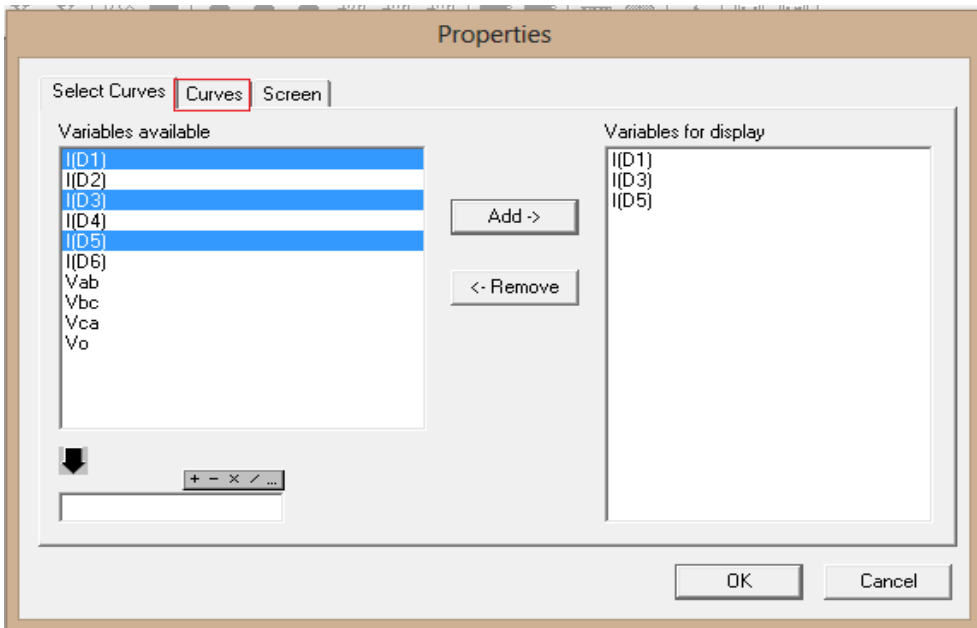 Properties
Select Curves Curves Screen
Variables available
I(D1)
I(D2)
I(D3)
I(D4)
I(D5)
I(D6)
Vab
Vbc
Vca
Vo
Add ->
<- Remove
Variables for display
I(D1)
I(D3)
I(D5)
+ - × / ...
OK Cancel